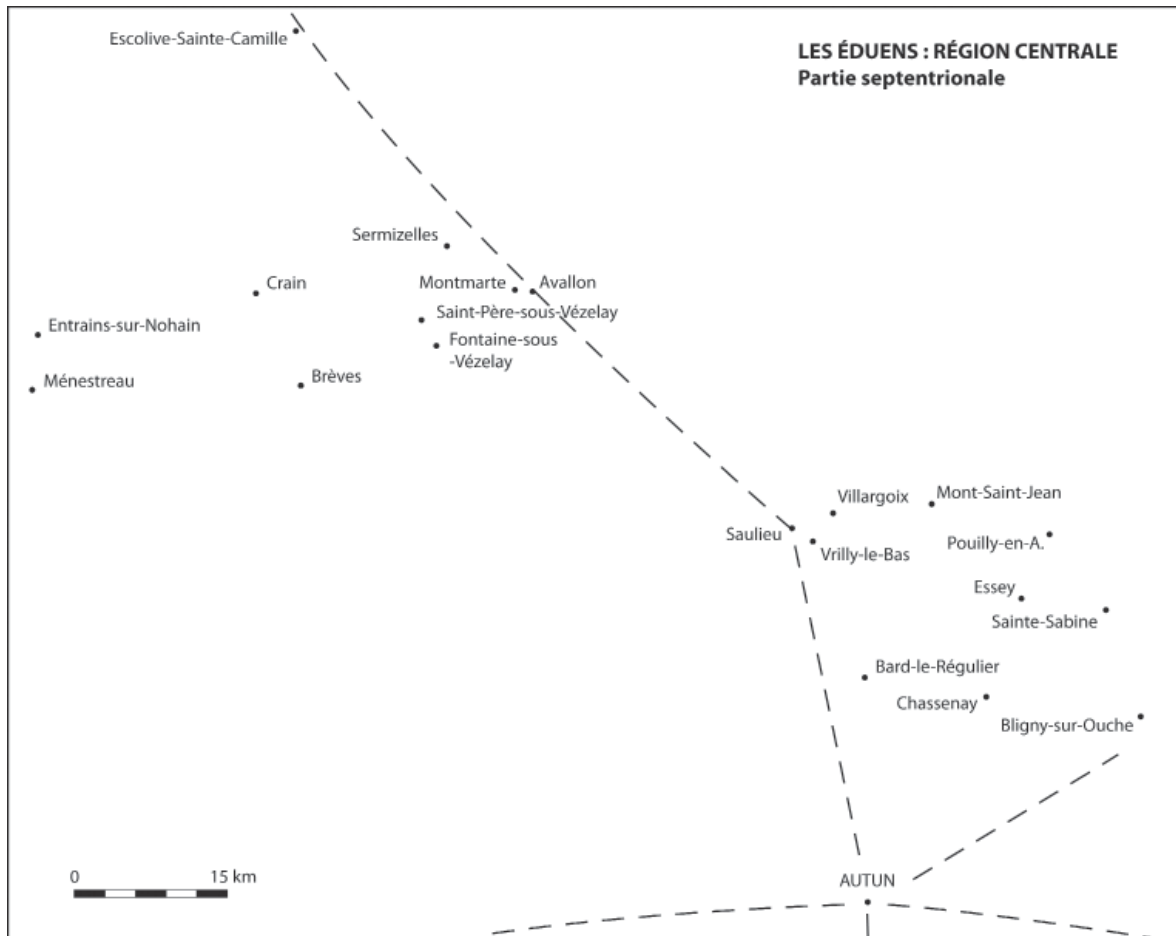 Escolive-Sainte-Camille
LES ÉDUENS : RÉGION CENTRALE
Partie septentrionale
Sermizelles
Crain
Montmarte
Avallon
Saint-Père-sous-Vézelay
Entrains-sur-Nohain
Fontaine-sous
-Vézelay
Ménestreau
Brèves
Villargoix
Mont-Saint-Jean
Saulieu
Vrilly-le-Bas
Pouilly-en-A.
Essey
Sainte-Sabine
Bard-le-Régulier
Chassenay
Bligny-sur-Ouche
0 15 km
AUTUN